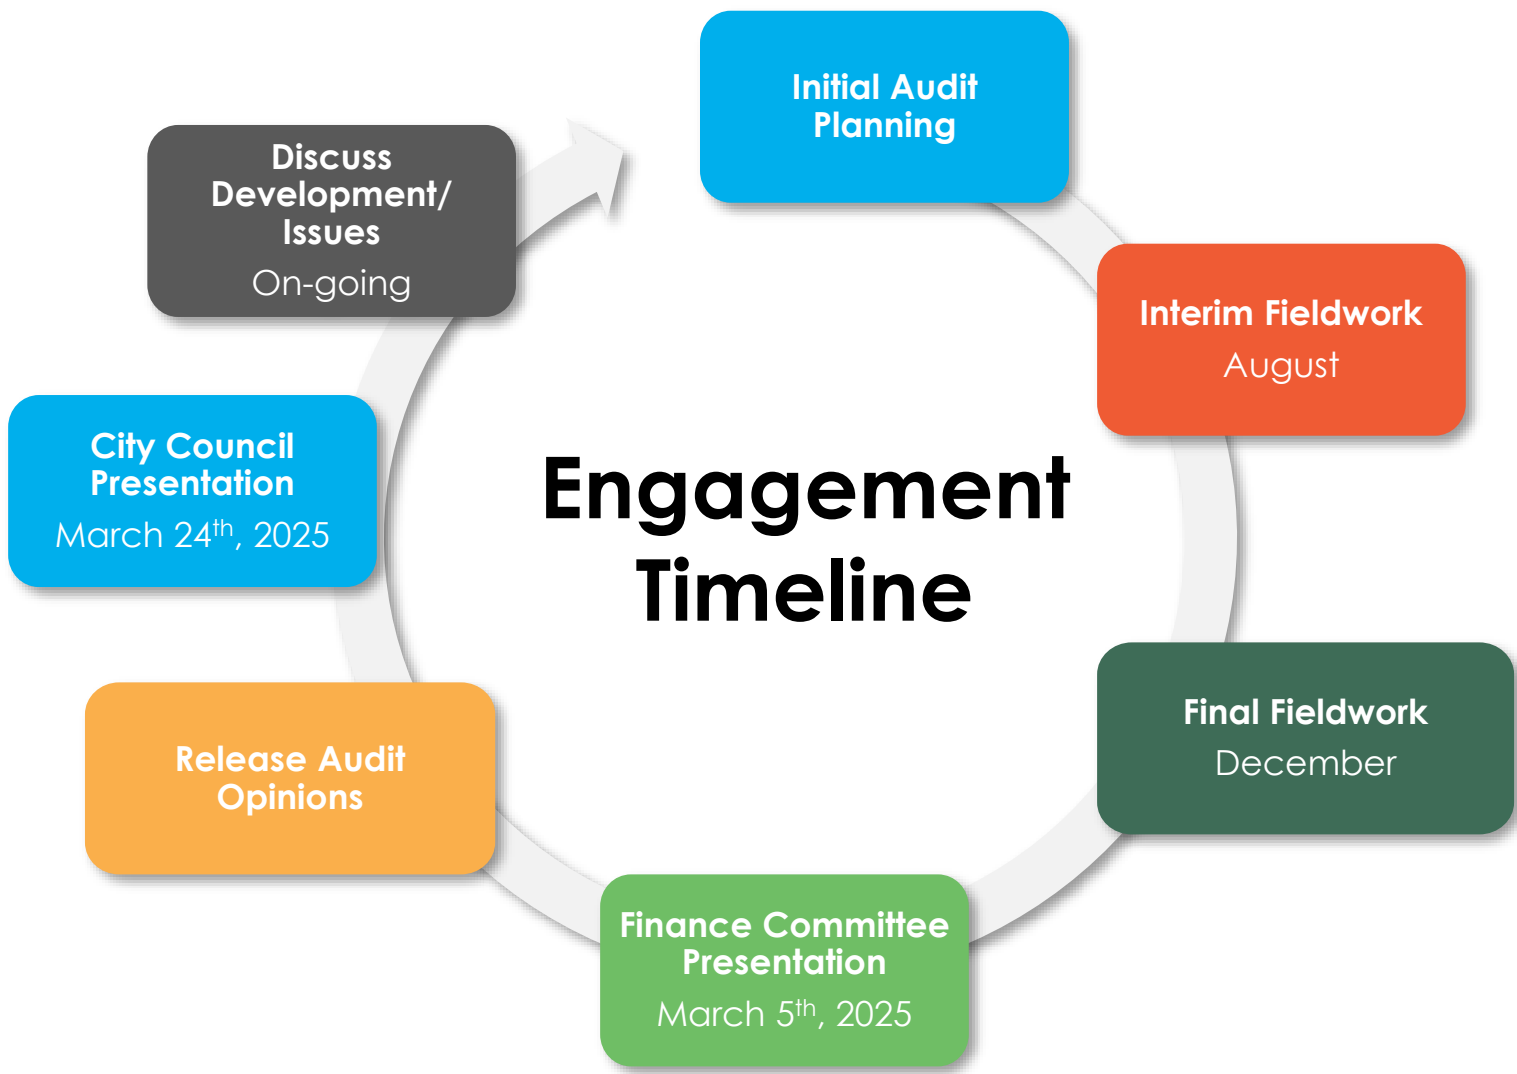 Initial Audit
Planning
Interim Fieldwork
August
Final Fieldwork
December
Finance Committee
Presentation
March 5th, 2025
Release Audit
Opinions
City Council
Presentation
March 24th, 2025
Discuss
Development/
Issues
On-going
Engagement
Timeline